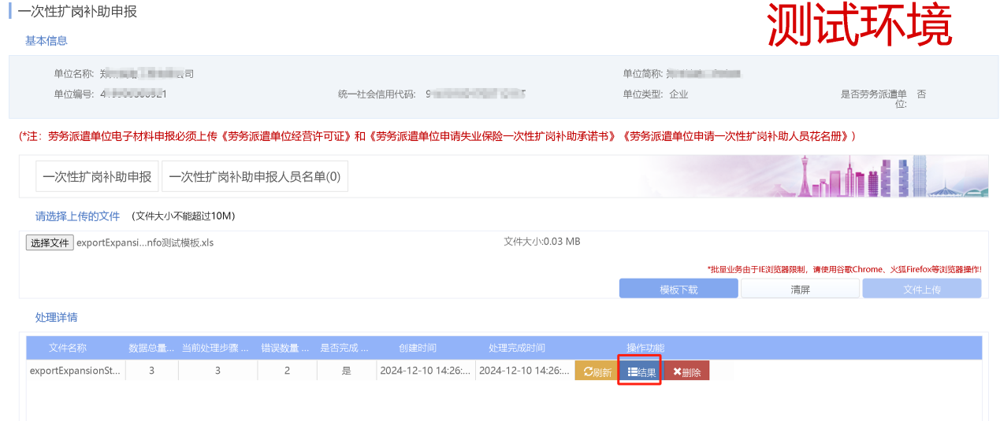 一次性扩岗补助申报
测试环境
基本信息
单位名称: 公司
单位简称:
单位编号:
统一社会信用代码:
单位类型: 企业
是否劳务派遣单位: 否
(*注: 劳务派遣单位电子材料申报必须上传《劳务派遣单位经营许可证》和《劳务派遣单位申请失业保险一次性扩岗补助承诺书》《劳务派遣单位申请一次性扩岗补助人员花名册》)
一次性扩岗补助申报 一次性扩岗补助申报人员名单(0)
请选择上传的文件 (文件大小不能超过10M)
选择文件 exportExpansi...nfo测试模板.xls 文件大小:0.03 MB
*批量业务由于IE浏览器限制, 请使用谷歌Chrome、火狐Firefox等浏览器操作!
模板下载 清屏 文件上传
处理详情
文件名称 数据总量... 当前处理步骤 ... 错误数量 ... 是否完成 ... 创建时间 处理完成时间 操作功能
exportExpansionSt... 3 3 2 是 2024-12-10 14:26:... 2024-12-10 14:26:... 刷新 结果 删除